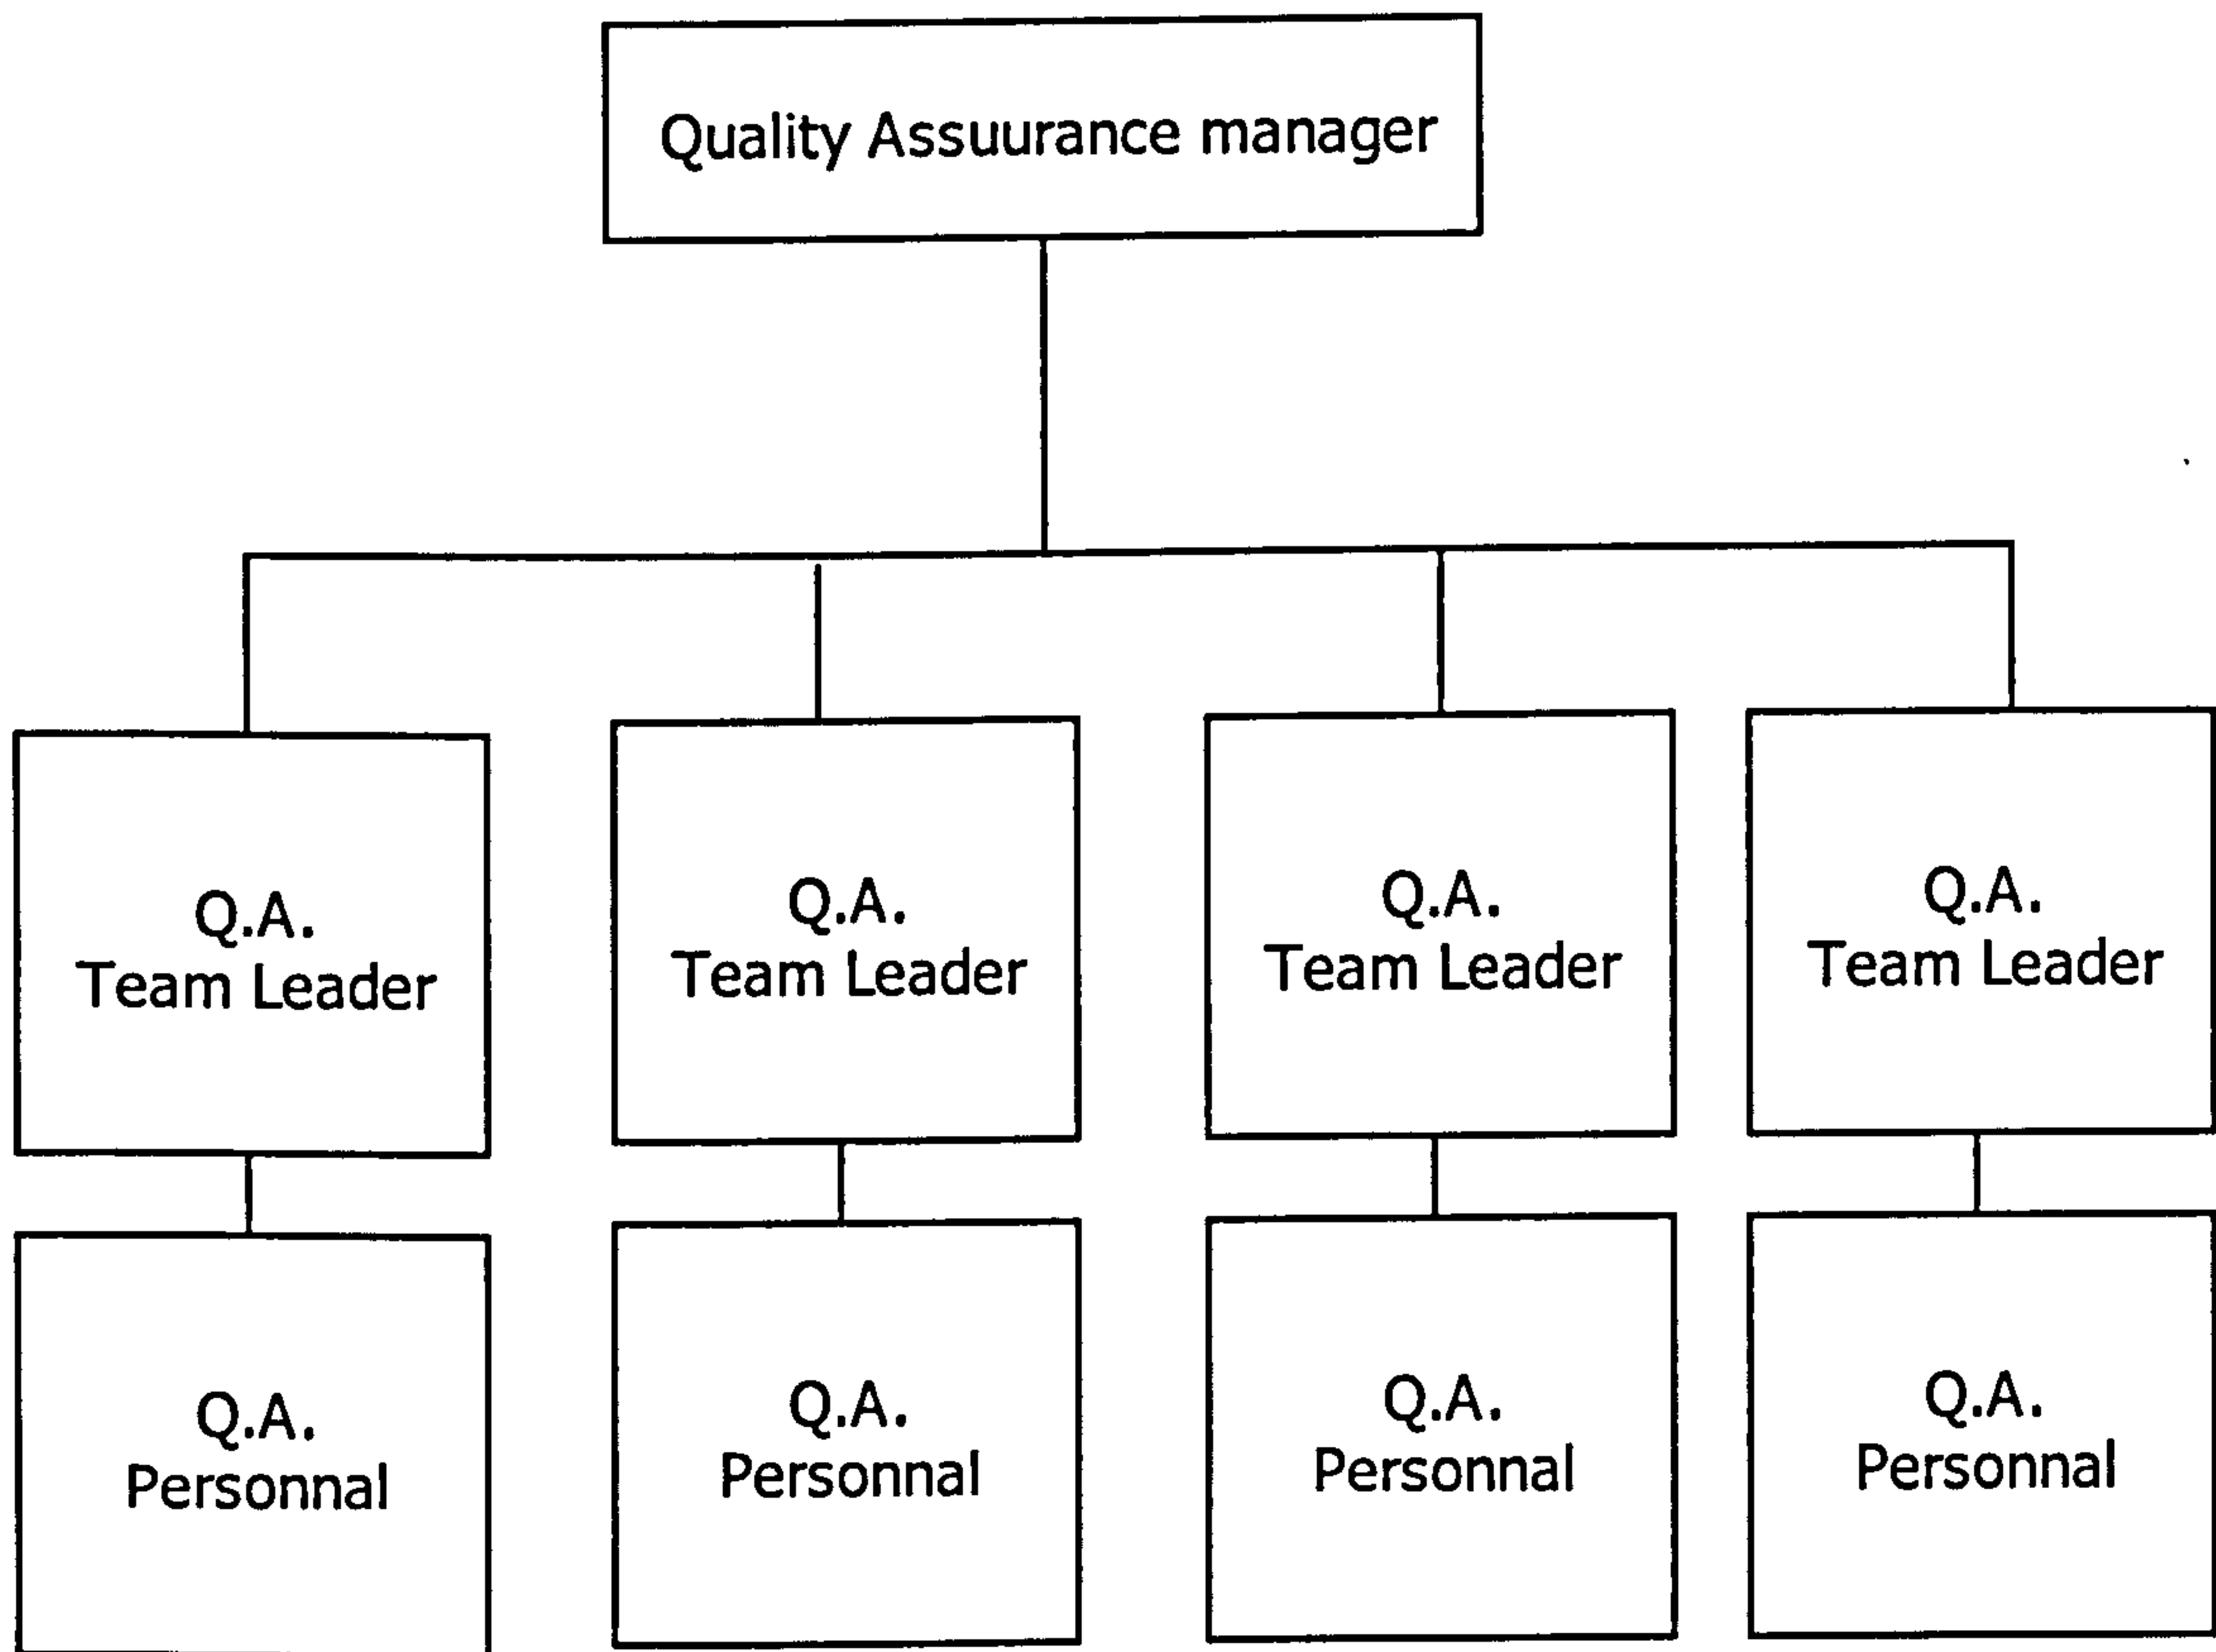 Quality Assuurance manager
Q.A.
Team Leader
Q.A.
Team Leader
Q.A.
Team Leader
Q.A.
Team Leader
Q.A.
Personnal
Q.A.
Personnal
Q.A.
Personnal
Q.A.
Personnal